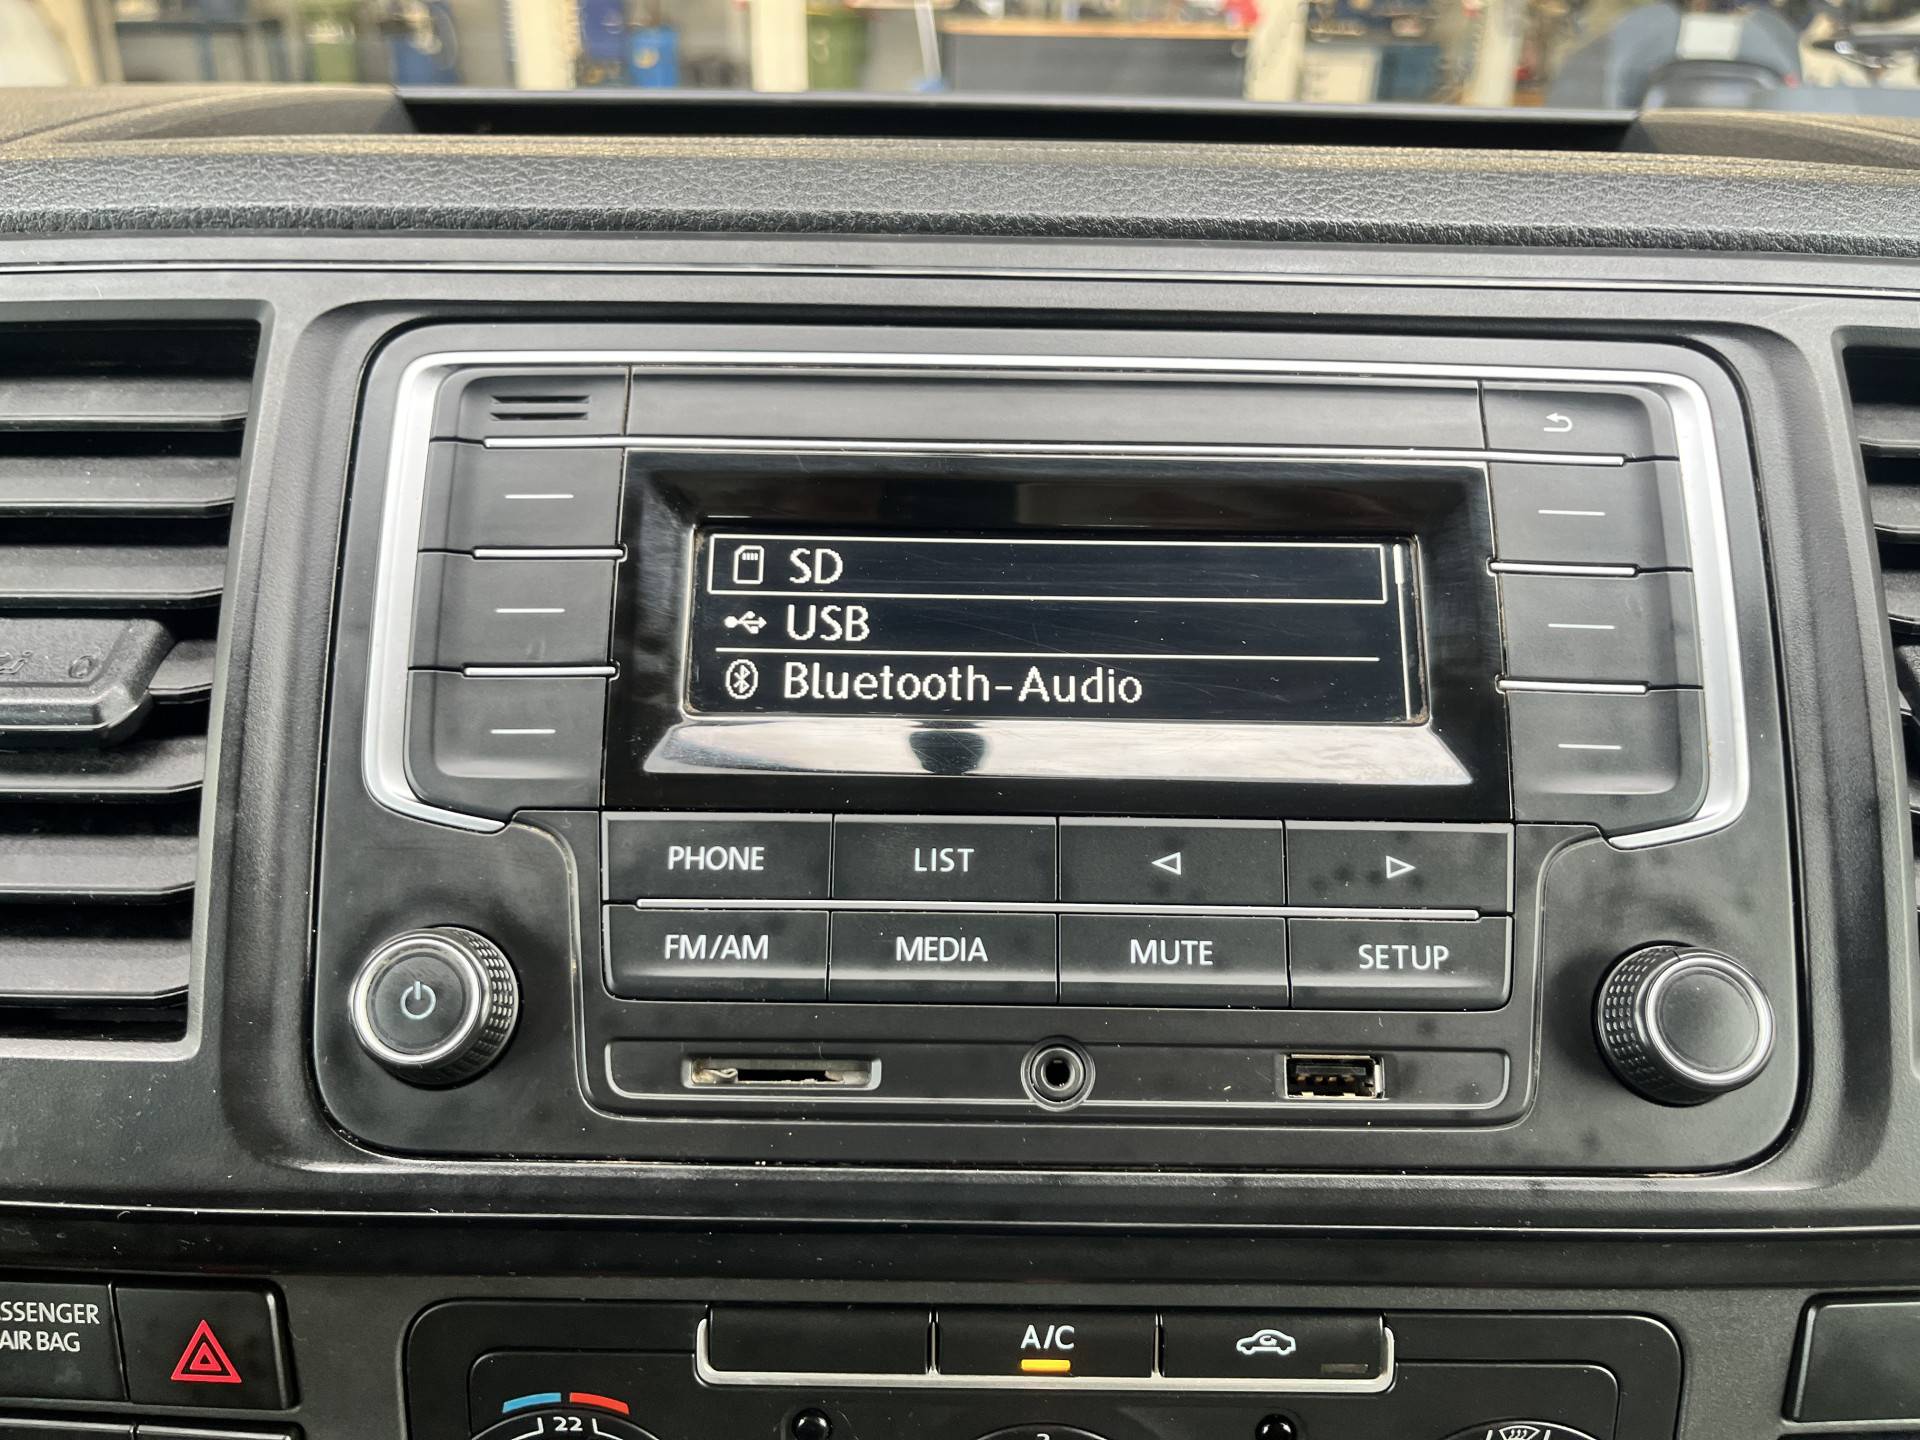 SD
USB
Bluetooth-Audio
PHONE
LIST
FM/AM
MEDIA
MUTE
SETUP
SSENGER
AIR BAG
A/C
22